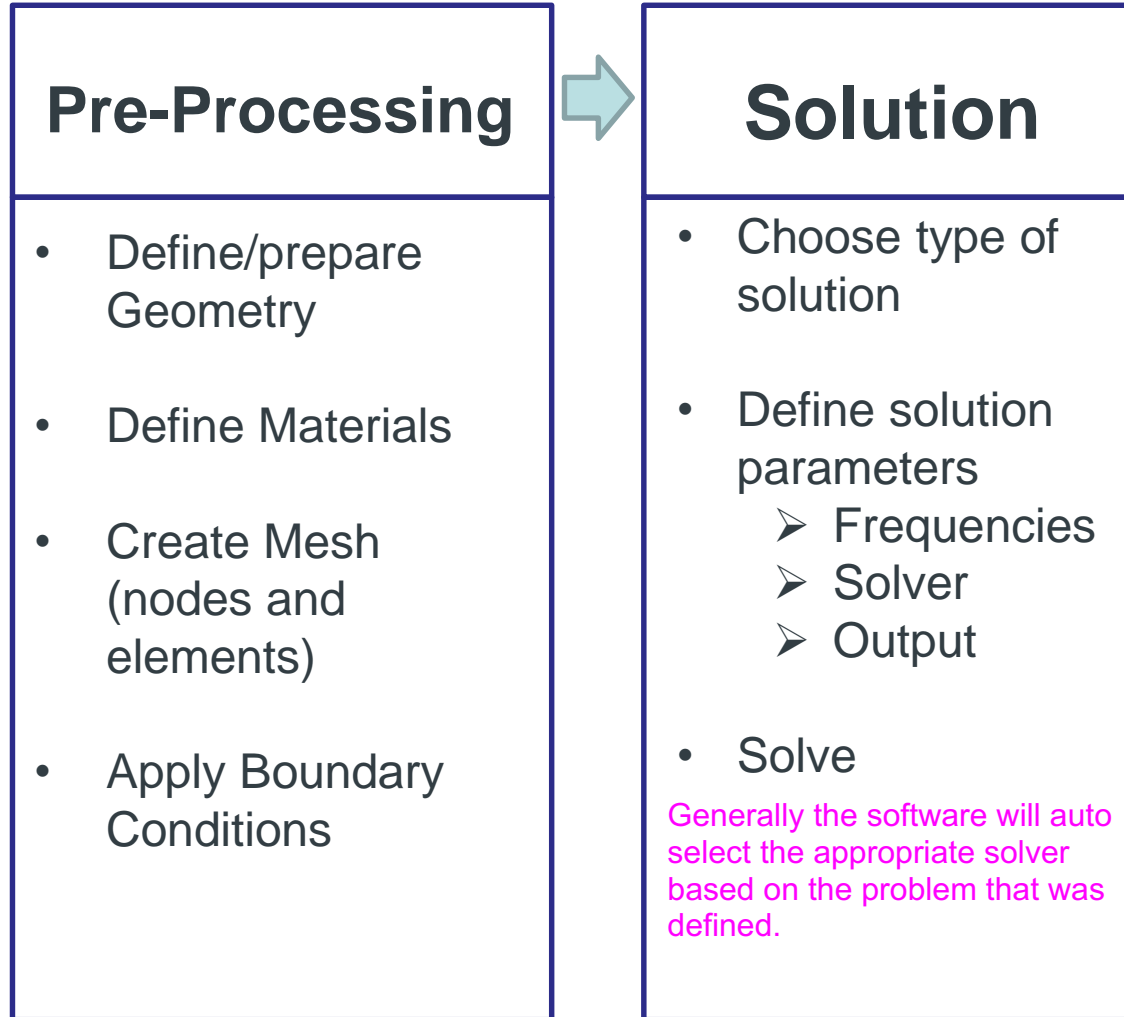 Pre-Processing
• Define/prepare
Geometry
• Define Materials
• Create Mesh
(nodes and
elements)
• Apply Boundary
Conditions
Solution
• Choose type of
solution
• Define solution
parameters
➢ Frequencies
➢ Solver
➢ Output
• Solve
Generally the software will auto
select the appropriate solver
based on the problem that was
defined.